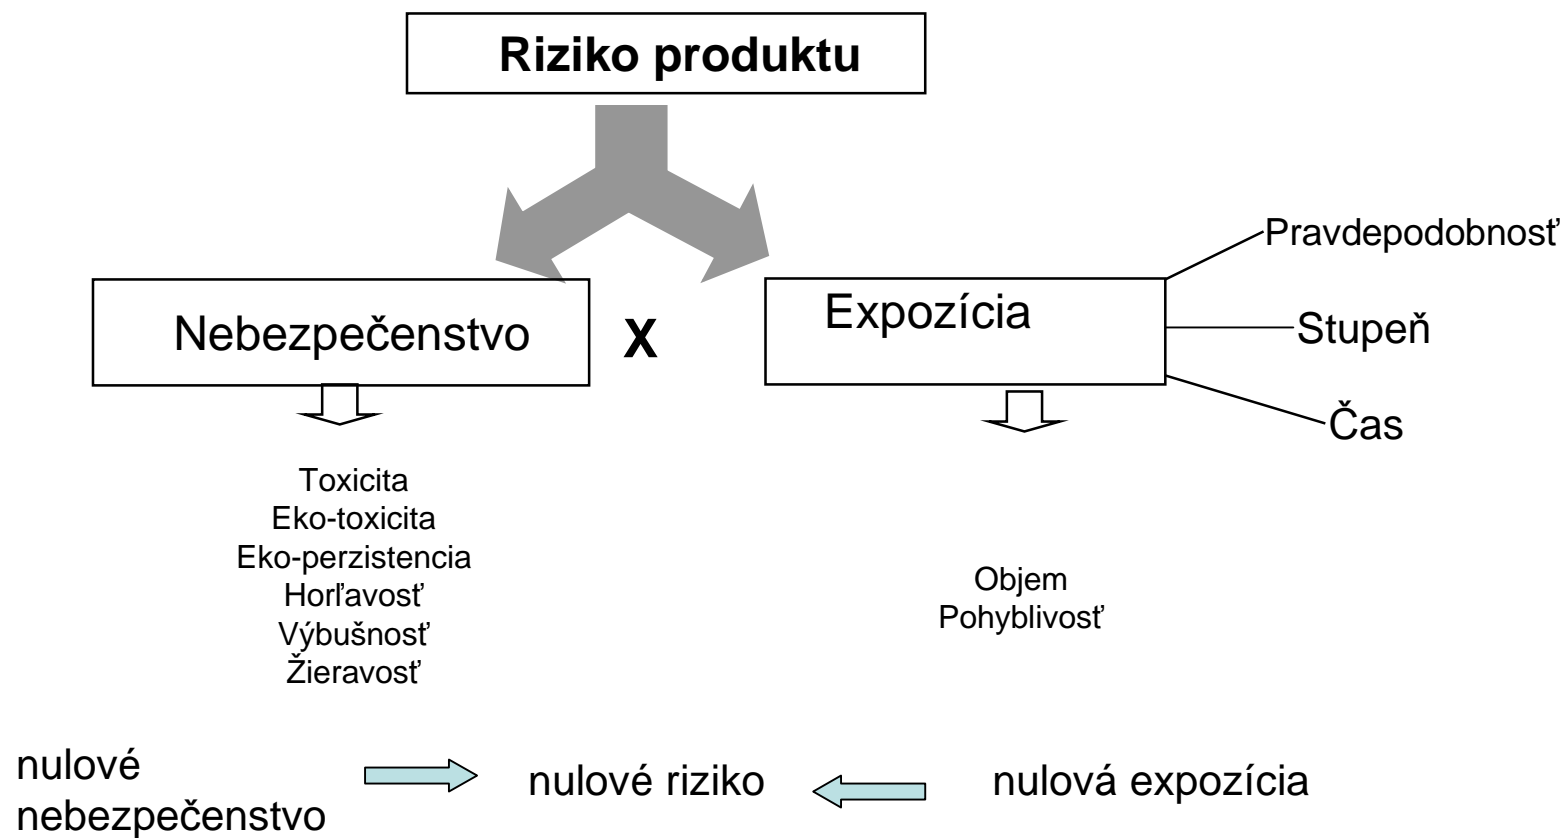 Riziko produktu
Nebezpečenstvo
X
Expozícia
Pravdepodobnosť
Stupeň
Čas
Toxicita
Eko-toxicita
Eko-perzistencia
Horľavosť
Výbušnosť
Žieravosť
Objem
Pohyblivosť
nulové
nebezpečenstvo
nulové riziko
nulová expozícia